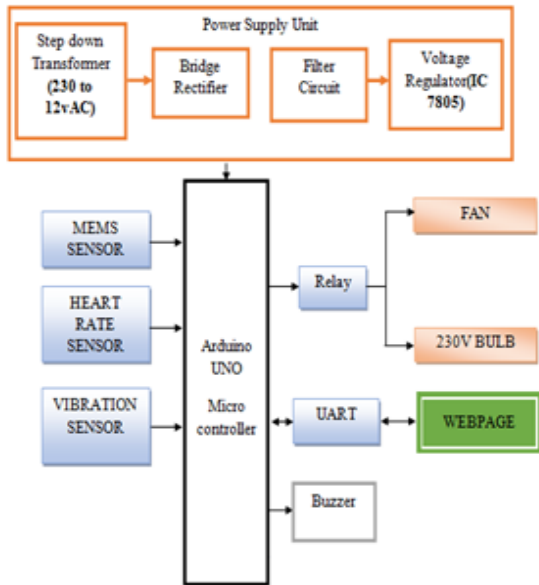 Power Supply Unit
Step down
Transformer
(230 to
12vAC)
Bridge
Rectifier
Filter
Circuit
Voltage
Regulator(IC
7805)
MEMS
SENSOR
HEART
RATE
SENSOR
VIBRATION
SENSOR
Arduino
UNO
Micro
controller
Relay
FAN
230V BULB
UART
WEBPAGE
Buzzer